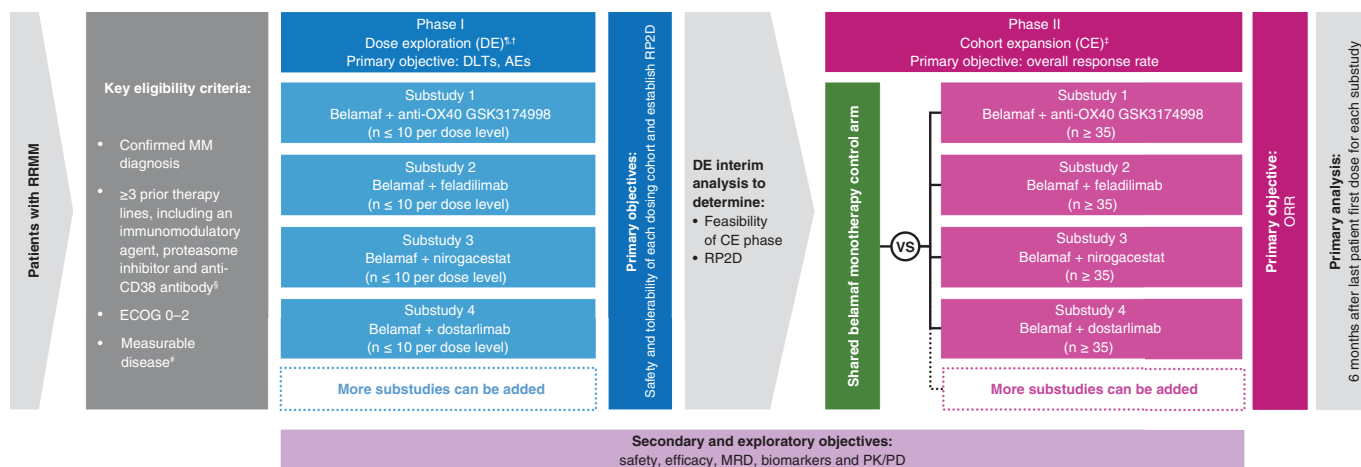 Patients with RRMM
Key eligibility criteria:
• Confirmed MM
diagnosis
• ≥3 prior therapy
lines, including an
immunomodulatory
agent, proteasome
inhibitor and anti-
CD38 antibody§
• ECOG 0–2
• Measurable
disease#
Phase I
Dose exploration (DE)¶,†
Primary objective: DLTs, AEs
Substudy 1
Belamaf + anti-OX40 GSK3174998
(n ≤ 10 per dose level)
Substudy 2
Belamaf + feladilimab
(n ≤ 10 per dose level)
Substudy 3
Belamaf + nirogacestat
(n ≤ 10 per dose level)
Substudy 4
Belamaf + dostarlimab
(n ≤ 10 per dose level)
More substudies can be added
Primary objectives:
Safety and tolerability of each dosing cohort and establish RP2D
DE interim
analysis to
determine:
• Feasibility
of CE phase
• RP2D
Phase II
Cohort expansion (CE)‡
Primary objective: overall response rate
Shared belamaf monotherapy control arm
VS
Substudy 1
Belamaf + anti-OX40 GSK3174998
(n ≥ 35)
Substudy 2
Belamaf + feladilimab
(n ≥ 35)
Substudy 3
Belamaf + nirogacestat
(n ≥ 35)
Substudy 4
Belamaf + dostarlimab
(n ≥ 35)
More substudies can be added
Primary objective:
ORR
Primary analysis:
6 months after last patient first dose for each substudy
Secondary and exploratory objectives:
safety, efficacy, MRD, biomarkers and PK/PD